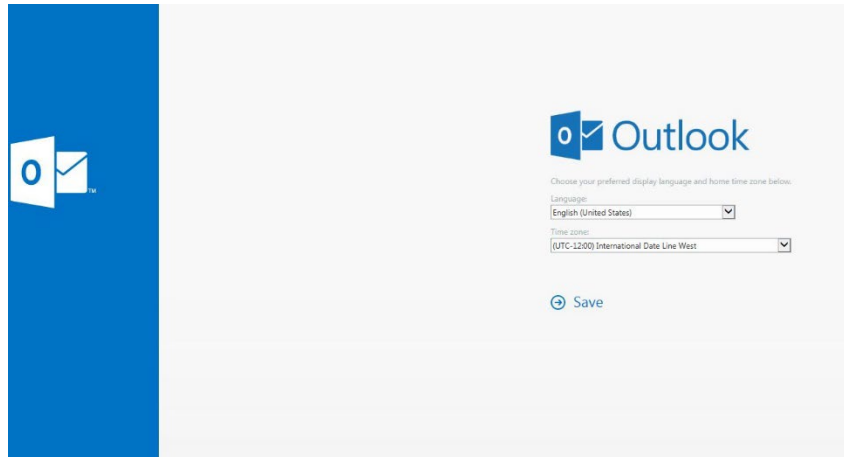 Outlook
Choose your preferred display language and home time zone below.
Language:
English (United States)
Time zone:
(UTC-12:00) International Date Line West
Save
o
TM